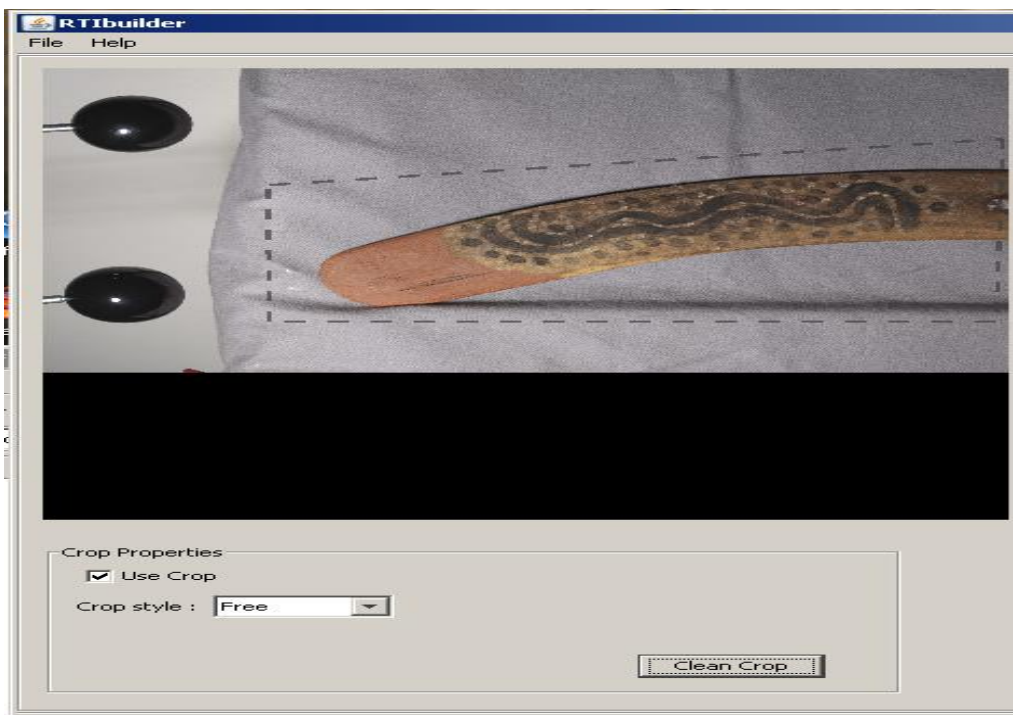 RTIbuilder
File Help
Crop Properties
Use Crop
Crop style : Free
Clean Crop